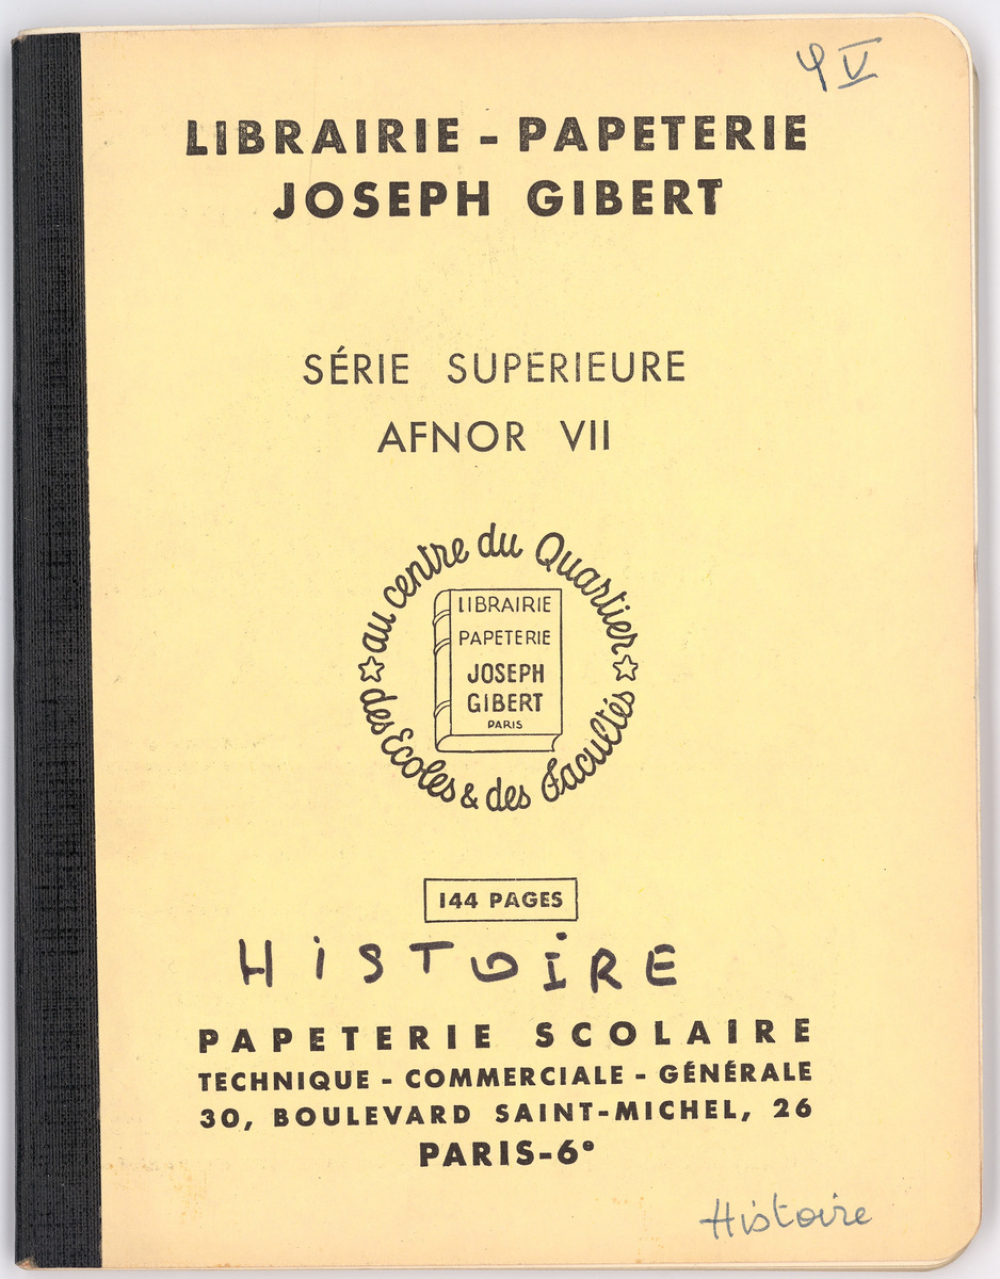 φ V
LIBRAIRIE - PAPETERIE
JOSEPH GIBERT
SÉRIE SUPERIEURE
AFNOR VII
☆ au centre du Quartier ☆
des Ecoles & des Facultés
LIBRAIRIE
PAPETERIE
JOSEPH
GIBERT
PARIS
144 PAGES
HiSTOiRE
PAPETERIE SCOLAIRE
TECHNIQUE - COMMERCIALE - GÉNÉRALE
30, BOULEVARD SAINT-MICHEL, 26
PARIS-6e
Histoire